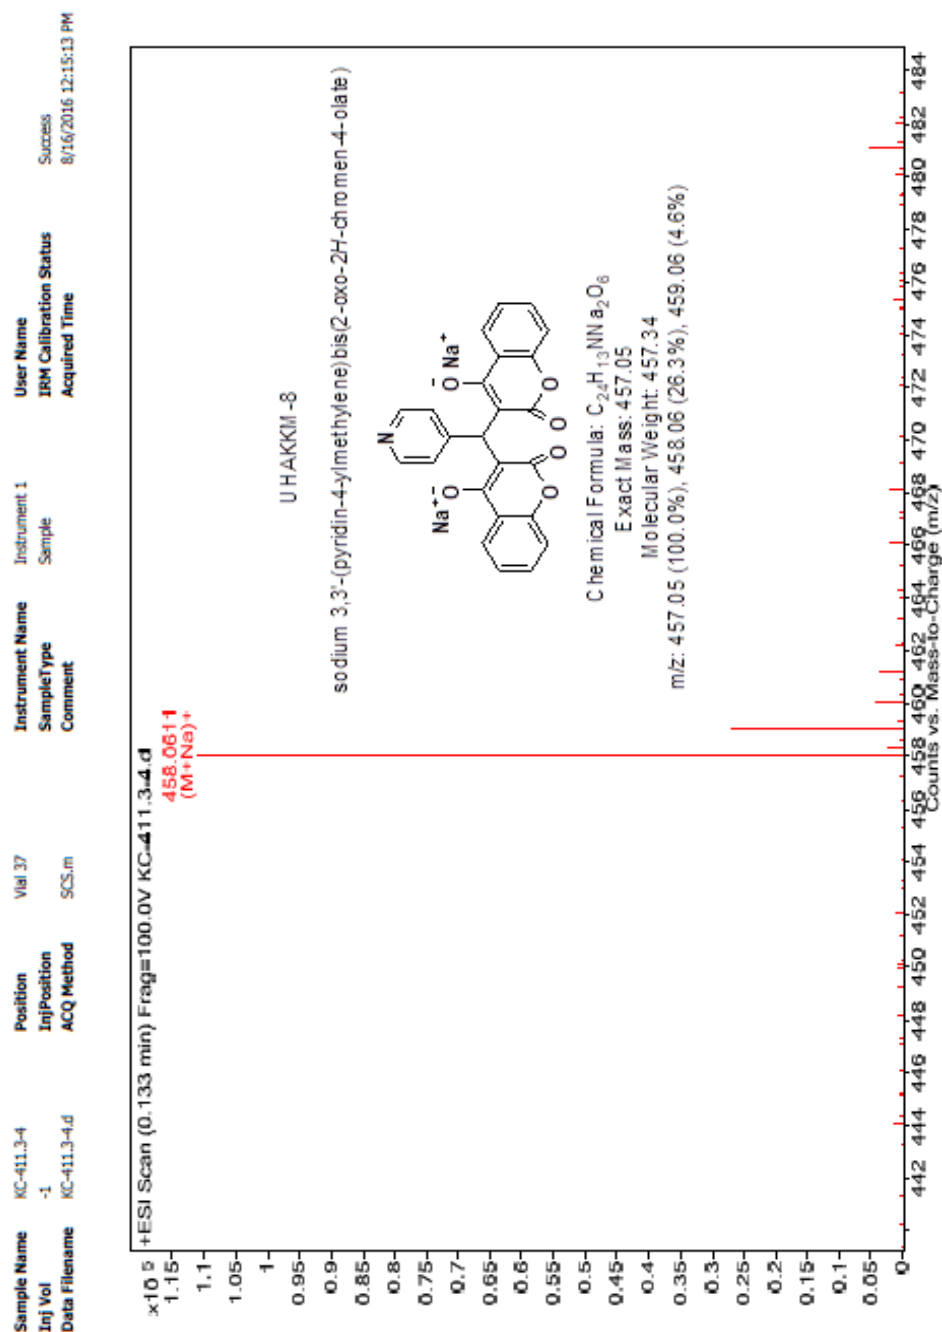 Sample Name KC-411.3-4 Position Vial 37 Instrument Name Instrument 1 User Name
Inj Vol -1 InjPosition SampleType Sample IRM Calibration Status Success
Data Filename KC-411.3-4.d ACQ Method SCS.m Comment Acquired Time 8/16/2016 12:15:13 PM
x10 5
+ESI Scan (0.133 min) Frag=100.0V KC-411.3-4.d
1.15
1.1
1.05
1
0.95
0.9
0.85
0.8
0.75
0.7
0.65
0.6
0.55
0.5
0.45
0.4
0.35
0.3
0.25
0.2
0.15
0.1
0.05
0
458.0611
(M+Na)+
UHAKKM-8
sodium 3,3'-(pyridin-4-ylmethylene)bis(2-oxo-2H-chromen-4-olate)
N
Na+ -O
O- Na+
O O O O
Chemical Formula: C24H13NNa2O6
Exact Mass: 457.05
Molecular Weight: 457.34
m/z: 457.05 (100.0%), 458.06 (26.3%), 459.06 (4.6%)
442 444 446 448 450 452 454 456 458 460 462 464 466 468 470 472 474 476 478 480 482 484
Counts vs. Mass-to-Charge (m/z)